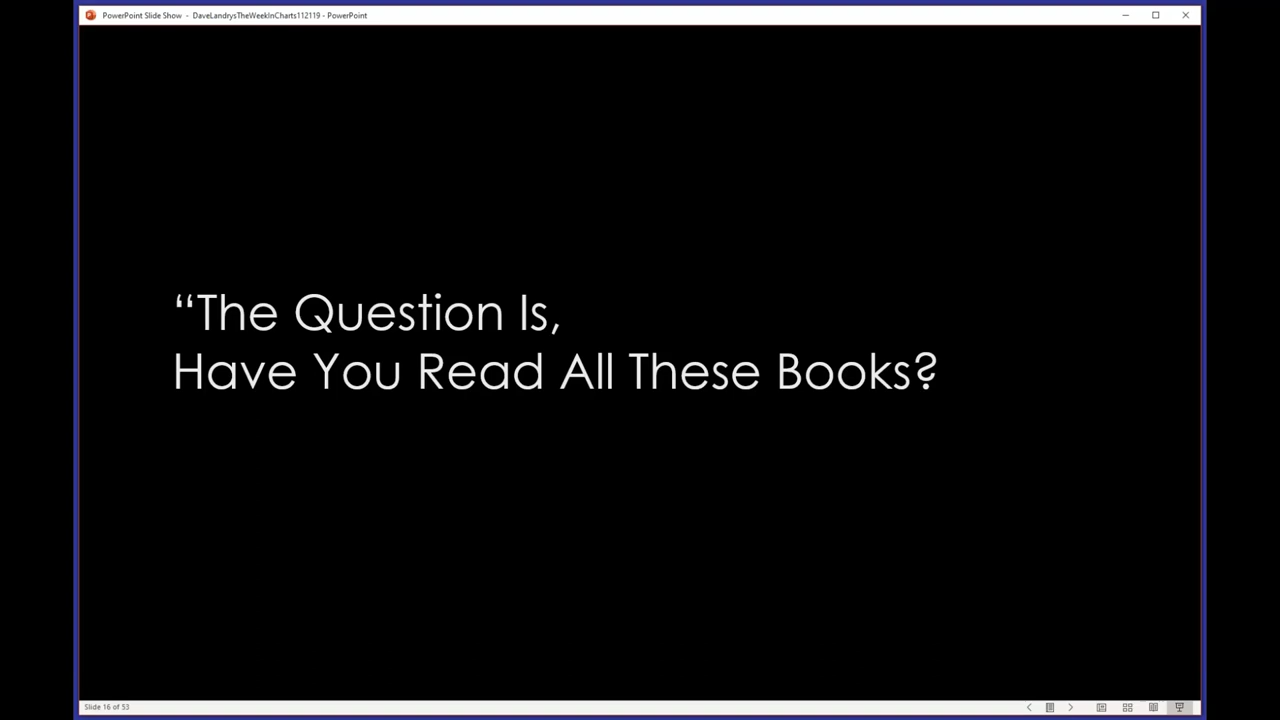 PowerPoint Slide Show - DaveLandrysTheWeekInCharts112119 - PowerPoint
“The Question Is,
Have You Read All These Books?
Slide 16 of 53